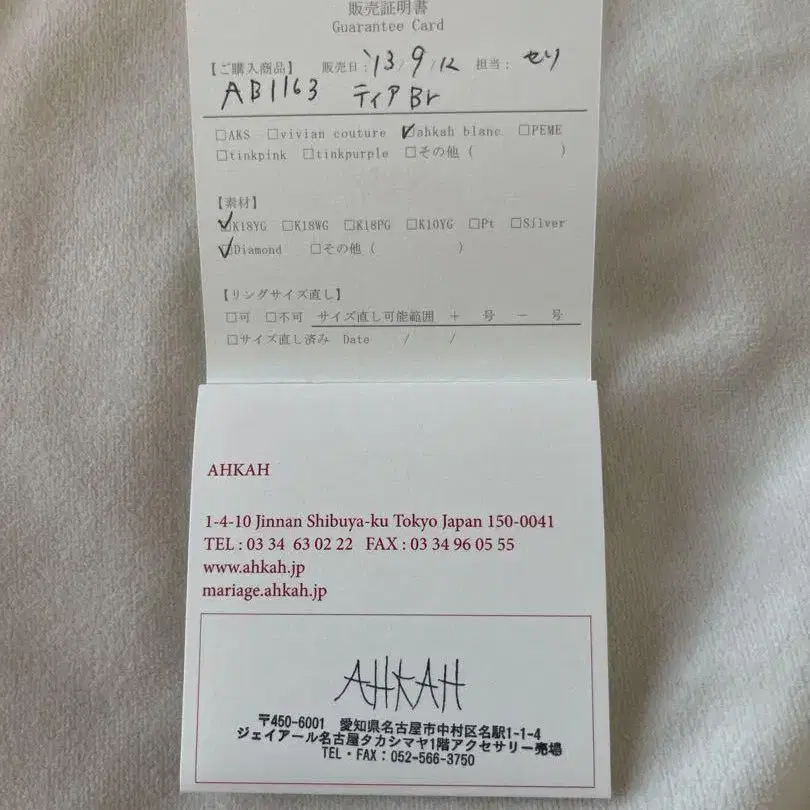 販売証明書
Guarantee Card
【ご購入商品】 販売日:'13/9/12 担当: セリ
AB1163 ティアBr
□AKS □vivian couture ☑ahkah blanc □PEME
□tinkpink □tinkpurple □その他 ( )
【素材】
☑K18YG □K18WG □K18PG □K10YG □Pt □Silver
☑Diamond □その他 ( )
【リングサイズ直し】
□可 □不可 サイズ直し可能範囲 + 号 − 号
□サイズ直し済み Date / /
AHKAH
1-4-10 Jinnan Shibuya-ku Tokyo Japan 150-0041
TEL : 03 34 63 02 22 FAX : 03 34 96 05 55
www.ahkah.jp
mariage.ahkah.jp
AHKAH
〒450-6001 愛知県名古屋市中村区名駅1-1-4
ジェイアール名古屋タカシマヤ1階アクセサリー売場
TEL・FAX:052-566-3750